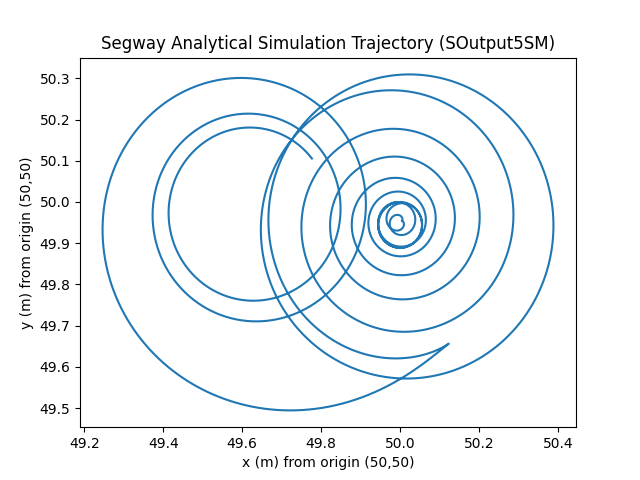 Segway Analytical Simulation Trajectory (SOutput5SM)
50.3
50.2
50.1
50.0
49.9
49.8
49.7
49.6
49.5
y (m) from origin (50,50)
49.2 49.4 49.6 49.8 50.0 50.2 50.4
x (m) from origin (50,50)